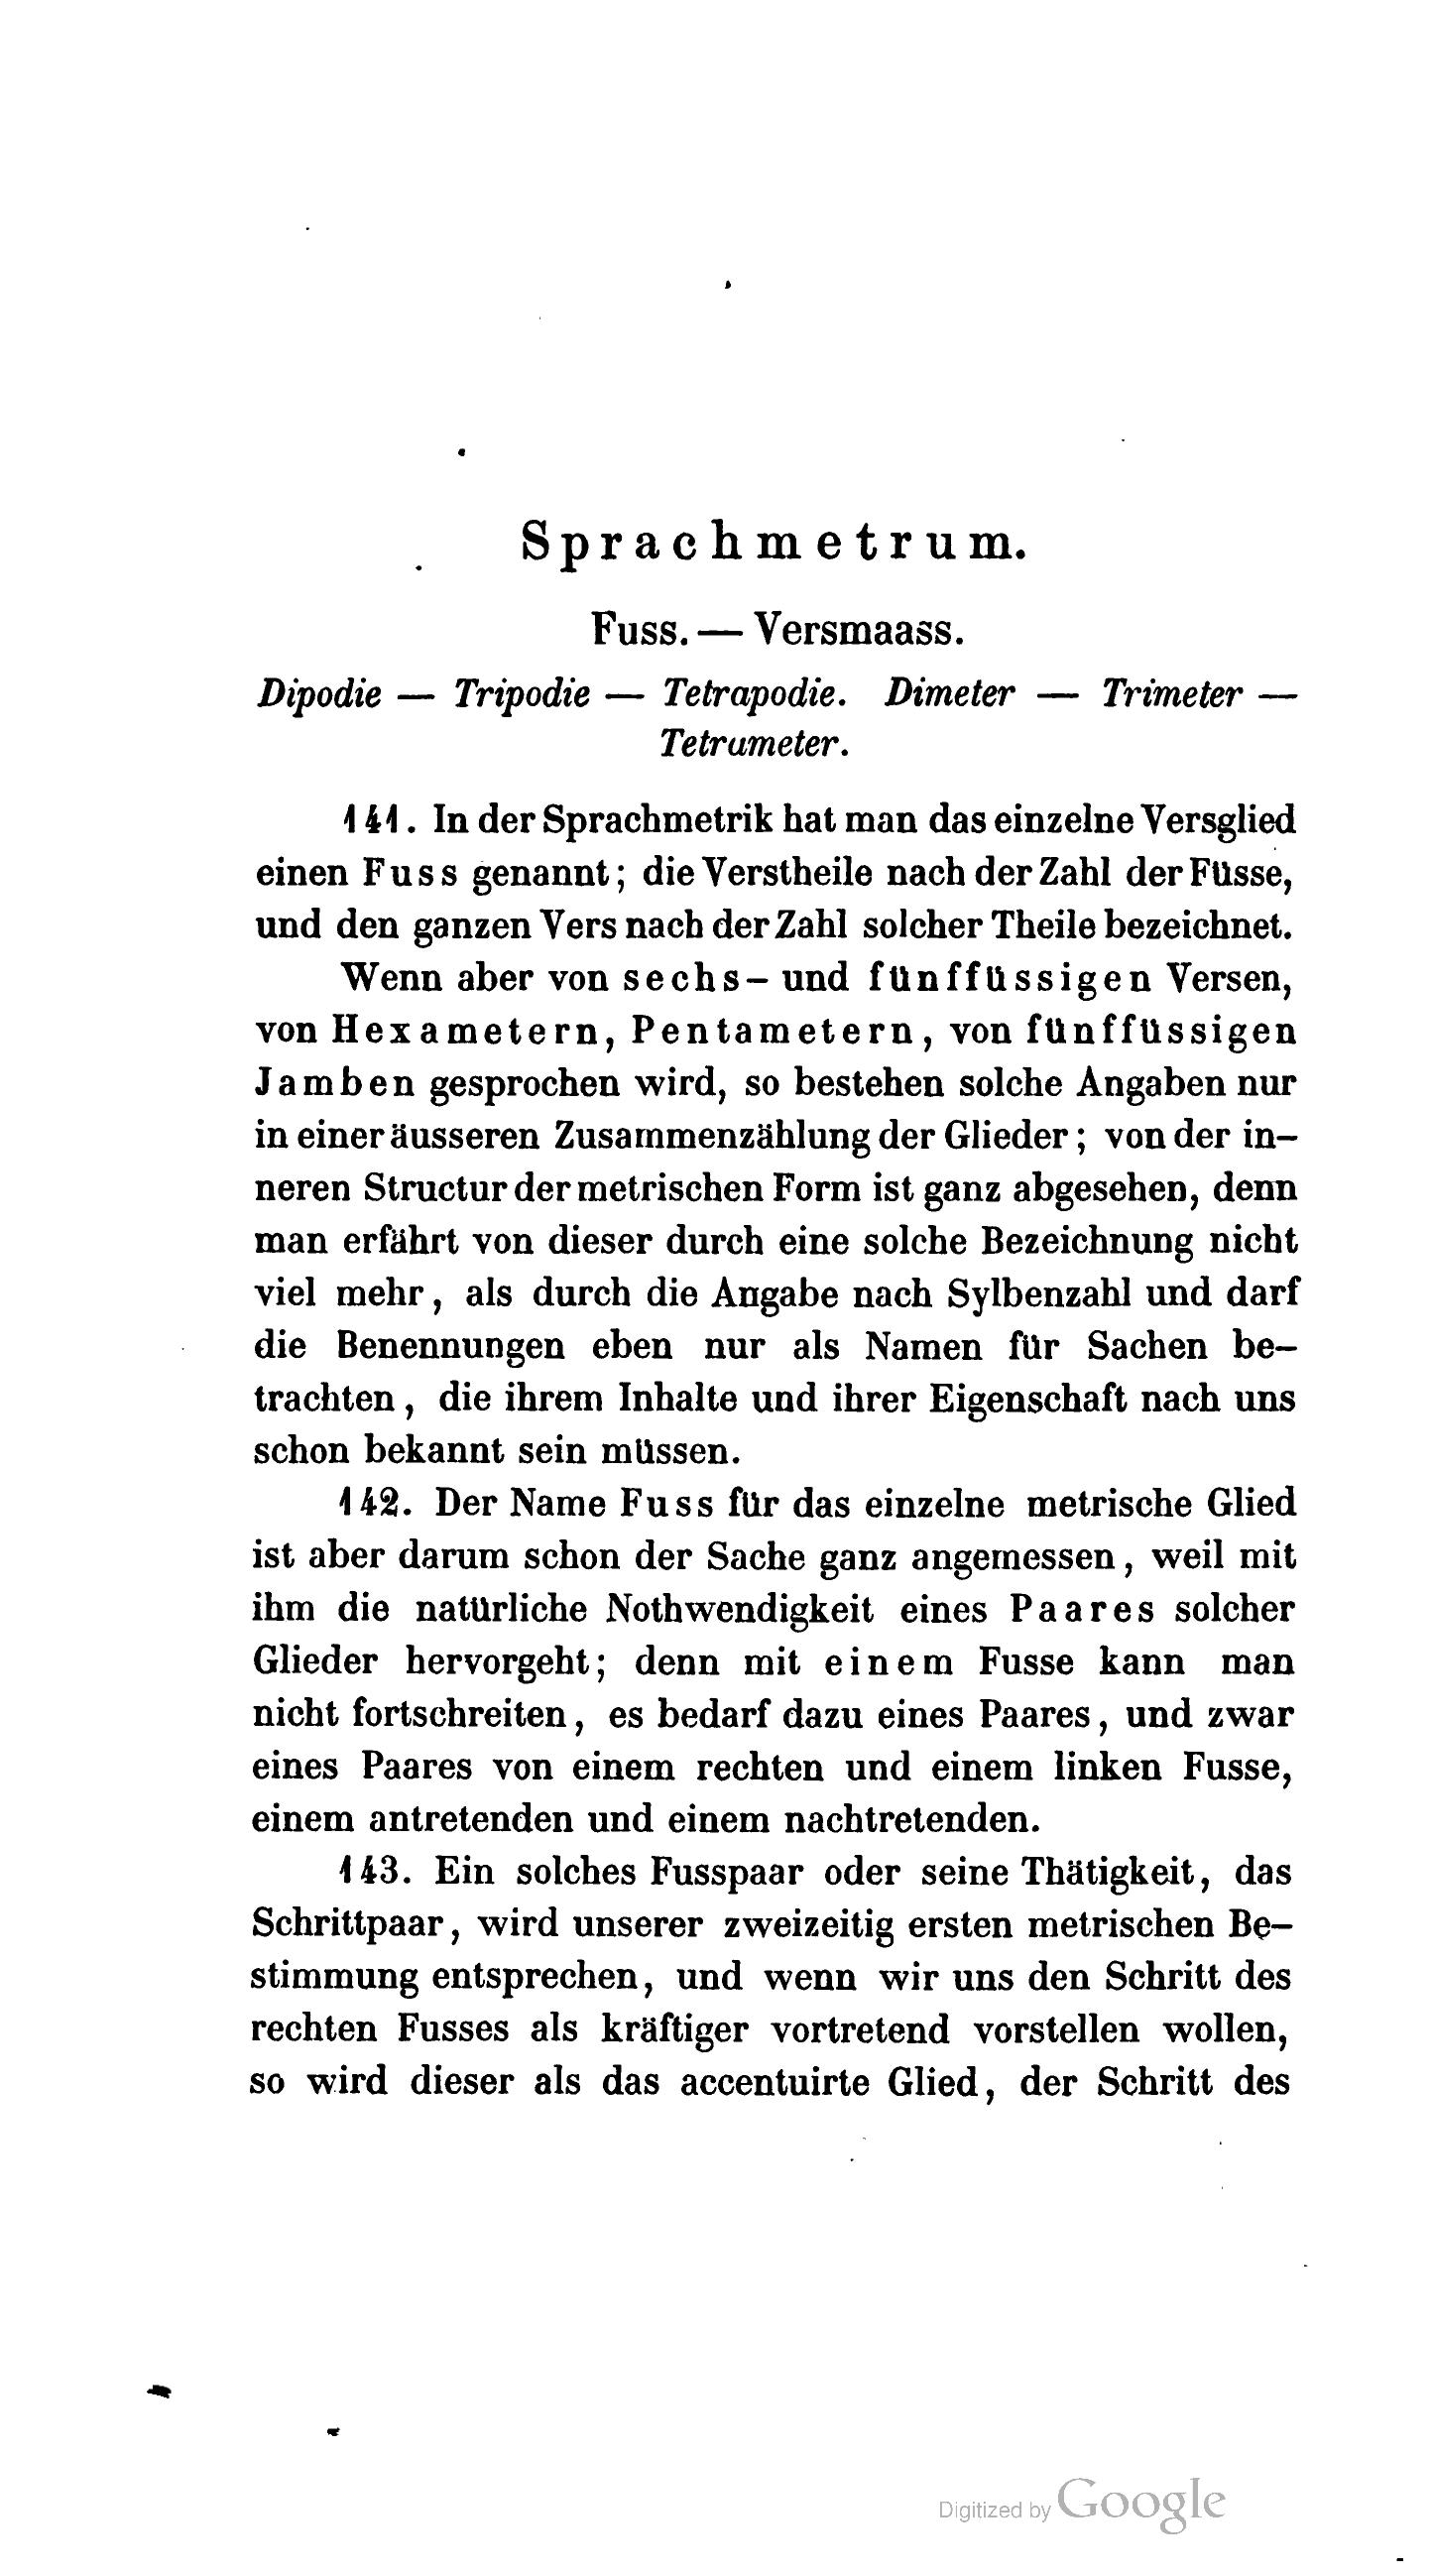 Sprachmetrum.
Fuss. — Versmaass.
Dipodie — Tripodie — Tetrapodie. Dimeter — Trimeter —
Tetrameter.
141. In der Sprachmetrik hat man das einzelne Versglied
einen Fuss genannt; die Verstheile nach der Zahl der Füsse,
und den ganzen Vers nach der Zahl solcher Theile bezeichnet.
Wenn aber von sechs- und fünffüssigen Versen,
von Hexametern, Pentametern, von fünffüssigen
Jamben gesprochen wird, so bestehen solche Angaben nur
in einer äusseren Zusammenzählung der Glieder; von der in-
neren Structur der metrischen Form ist ganz abgesehen, denn
man erfährt von dieser durch eine solche Bezeichnung nicht
viel mehr, als durch die Angabe nach Sylbenzahl und darf
die Benennungen eben nur als Namen für Sachen be-
trachten, die ihrem Inhalte und ihrer Eigenschaft nach uns
schon bekannt sein müssen.
142. Der Name Fuss für das einzelne metrische Glied
ist aber darum schon der Sache ganz angemessen, weil mit
ihm die natürliche Nothwendigkeit eines Paares solcher
Glieder hervorgeht; denn mit einem Fusse kann man
nicht fortschreiten, es bedarf dazu eines Paares, und zwar
eines Paares von einem rechten und einem linken Fusse,
einem antretenden und einem nachtretenden.
143. Ein solches Fusspaar oder seine Thätigkeit, das
Schrittpaar, wird unserer zweizeitig ersten metrischen Be-
stimmung entsprechen, und wenn wir uns den Schritt des
rechten Fusses als kräftiger vortretend vorstellen wollen,
so wird dieser als das accentuirte Glied, der Schritt des
Digitized by Google